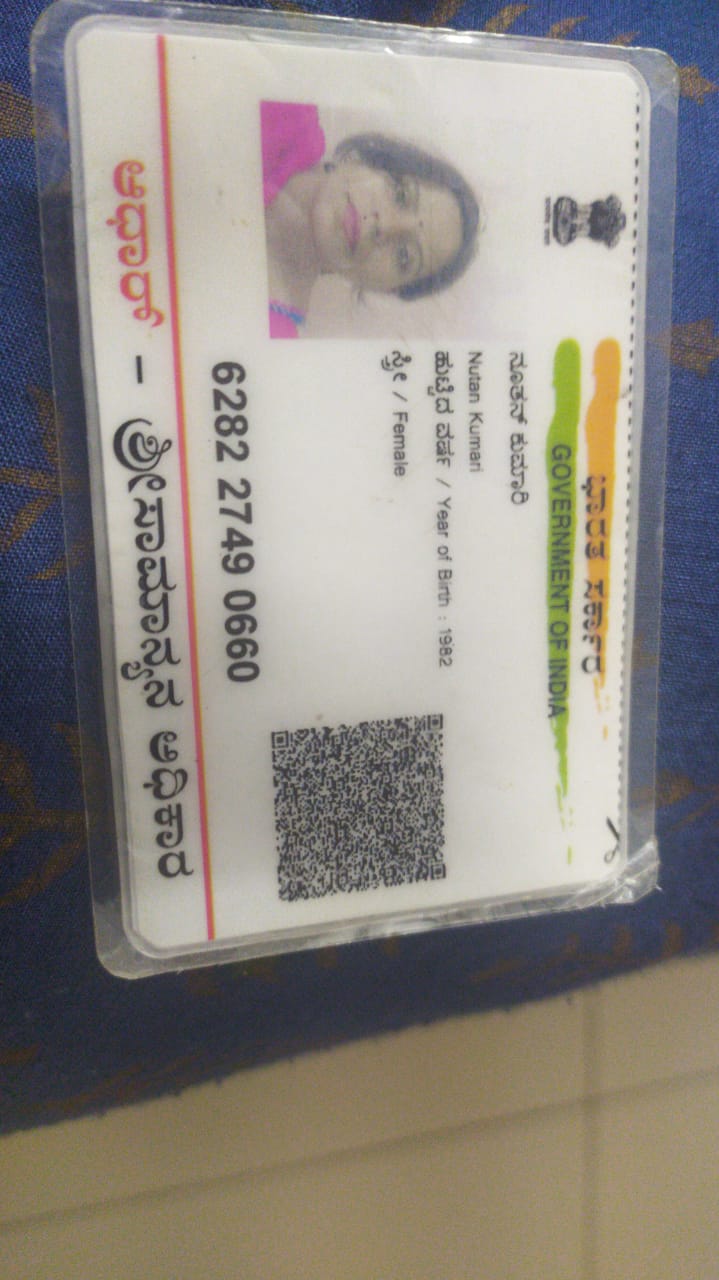 ಭಾರತ ಸರ್ಕಾರ
GOVERNMENT OF INDIA
ನೂತನ್ ಕುಮಾರಿ
Nutan Kumari
ಹುಟ್ಟಿದ ವರ್ಷ / Year of Birth : 1982
ಸ್ತ್ರೀ / Female
6282 2749 0660
ಆಧಾರ್ - ಶ್ರೀಸಾಮಾನ್ಯನ ಅಧಿಕಾರ